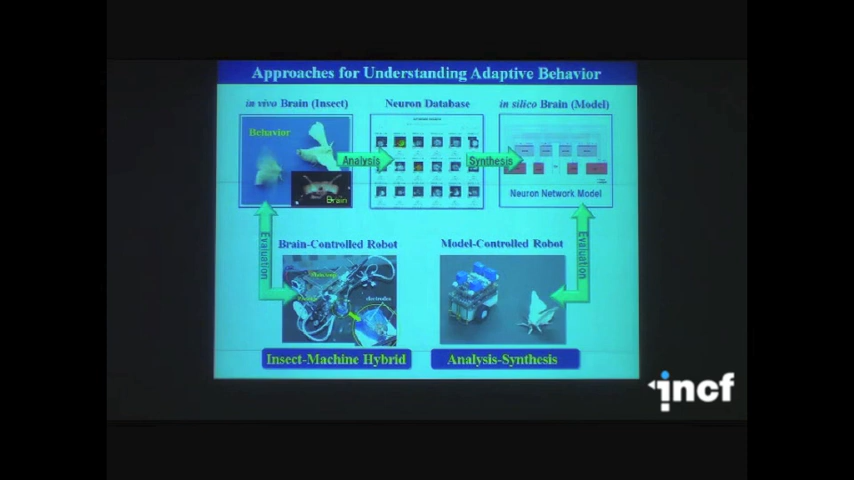 Approaches for Understanding Adaptive Behavior
in vivo Brain (Insect)
Neuron Database
in silico Brain (Model)
Behavior
Brain
Analysis
Synthesis
Neuron Network Model
Evaluation
Evaluation
Brain-Controlled Robot
Model-Controlled Robot
electrodes
Insect-Machine Hybrid
Analysis-Synthesis
incf